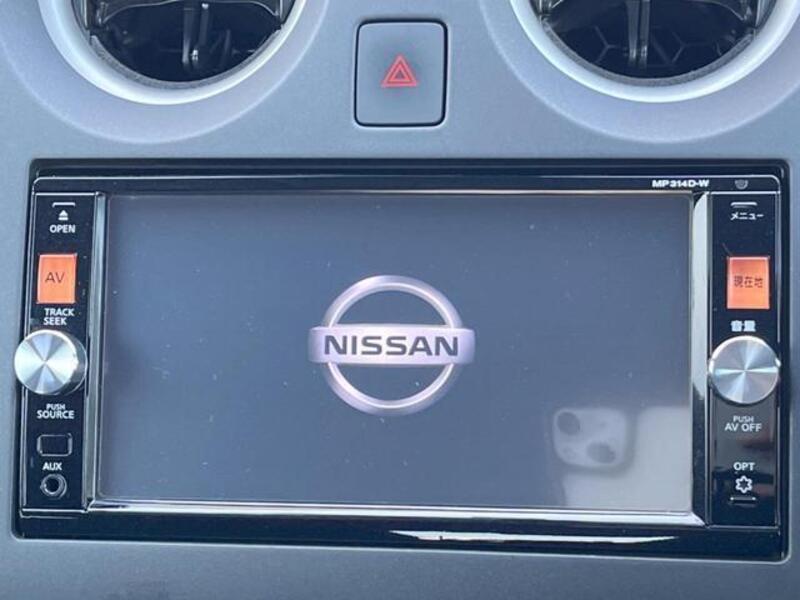 MP314D-W
OPEN
メニュー
AV
現在地
TRACK
SEEK
音量
NISSAN
PUSH
SOURCE
PUSH
AV OFF
AUX
OPT